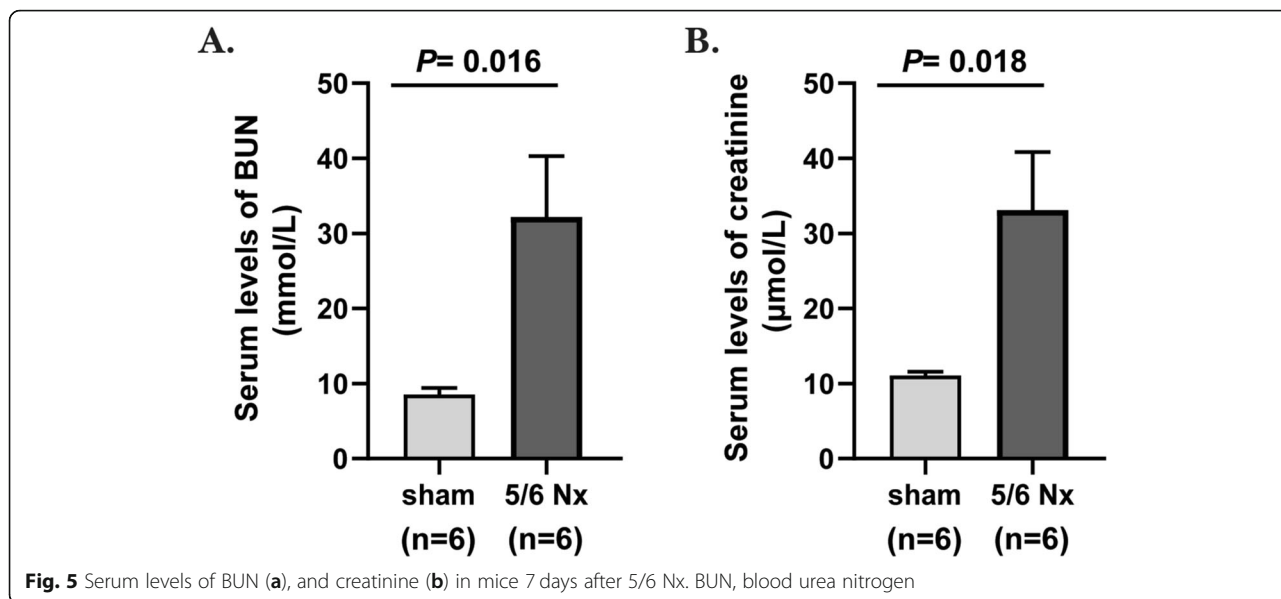 A.
P= 0.016
Serum levels of BUN
(mmol/L)
50
40
30
20
10
0
sham
(n=6)
5/6 Nx
(n=6)
B.
P= 0.018
Serum levels of creatinine
(µmol/L)
50
40
30
20
10
0
sham
(n=6)
5/6 Nx
(n=6)
Fig. 5 Serum levels of BUN (a), and creatinine (b) in mice 7 days after 5/6 Nx. BUN, blood urea nitrogen